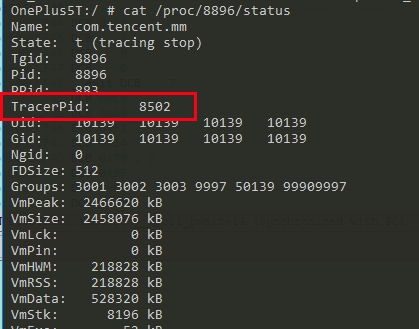 OnePlus5T:/ # cat /proc/8896/status
Name:   com.tencent.mm
State:  t (tracing stop)
Tgid:   8896
Pid:    8896
PPid:   883
TracerPid:      8502
Uid:    10139   10139   10139   10139
Gid:    10139   10139   10139   10139
Ngid:   0
FDSize: 512
Groups: 3001 3002 3003 9997 50139 99909997
VmPeak: 2466620 kB
VmSize: 2458076 kB
VmLck:        0 kB
VmPin:        0 kB
VmHWM:   218828 kB
VmRSS:   218828 kB
VmData:  528320 kB
VmStk:     8196 kB